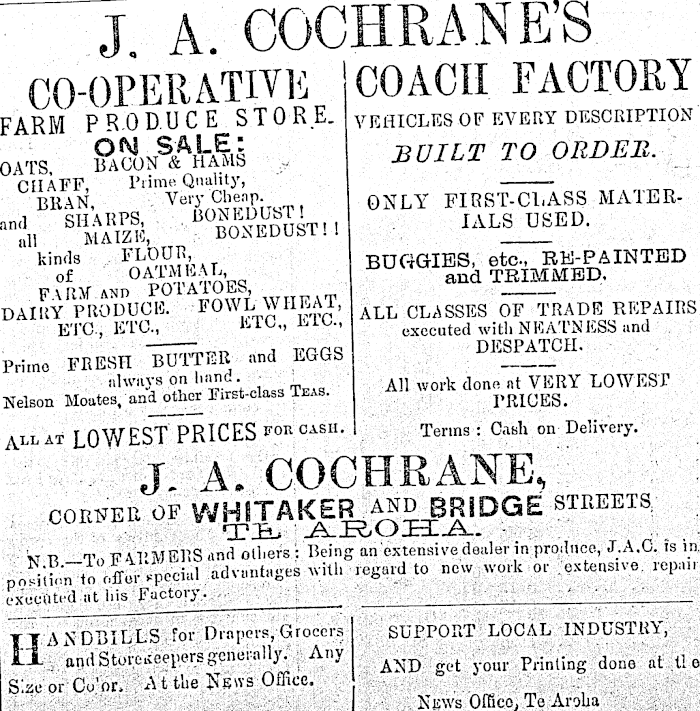 J. A. COCHRANE'S
CO-OPERATIVE
FARM PRODUCE STORE.
ON SALE:
OATS, BACON & HAMS
CHAFF, Prime Quality,
BRAN, Very Cheap.
and SHARPS, BONEDUST!
all MAIZE, BONEDUST!!
kinds FLOUR,
of OATMEAL,
FARM AND POTATOES,
DAIRY PRODUCE. FOWL WHEAT,
ETC., ETC., ETC., ETC.,
Prime FRESH BUTTER and EGGS
always on hand.
Nelson Moates, and other First-class TEAS.
ALL AT LOWEST PRICES FOR CASH.
COACH FACTORY
VEHICLES OF EVERY DESCRIPTION
BUILT TO ORDER.
ONLY FIRST-CLASS MATER-
IALS USED.
BUGGIES, etc., RE-PAINTED
and TRIMMED.
ALL CLASSES OF TRADE REPAIRS
executed with NEATNESS and
DESPATCH.
All work done at VERY LOWEST
PRICES.
Terms: Cash on Delivery.
J. A. COCHRANE,
CORNER OF WHITAKER AND BRIDGE STREETS
TE AROHA.
N.B.—To FARMERS and others: Being an extensive dealer in produce, J.A.C. is in
position to offer special advantages with regard to new work or extensive repair
executed at his Factory.
HANDBILLS for Drapers, Grocers
and Storekeepers generally. Any
Size or Color. At the NEWS Office.
SUPPORT LOCAL INDUSTRY,
AND get your Printing done at the
NEWS Office, Te Aroha